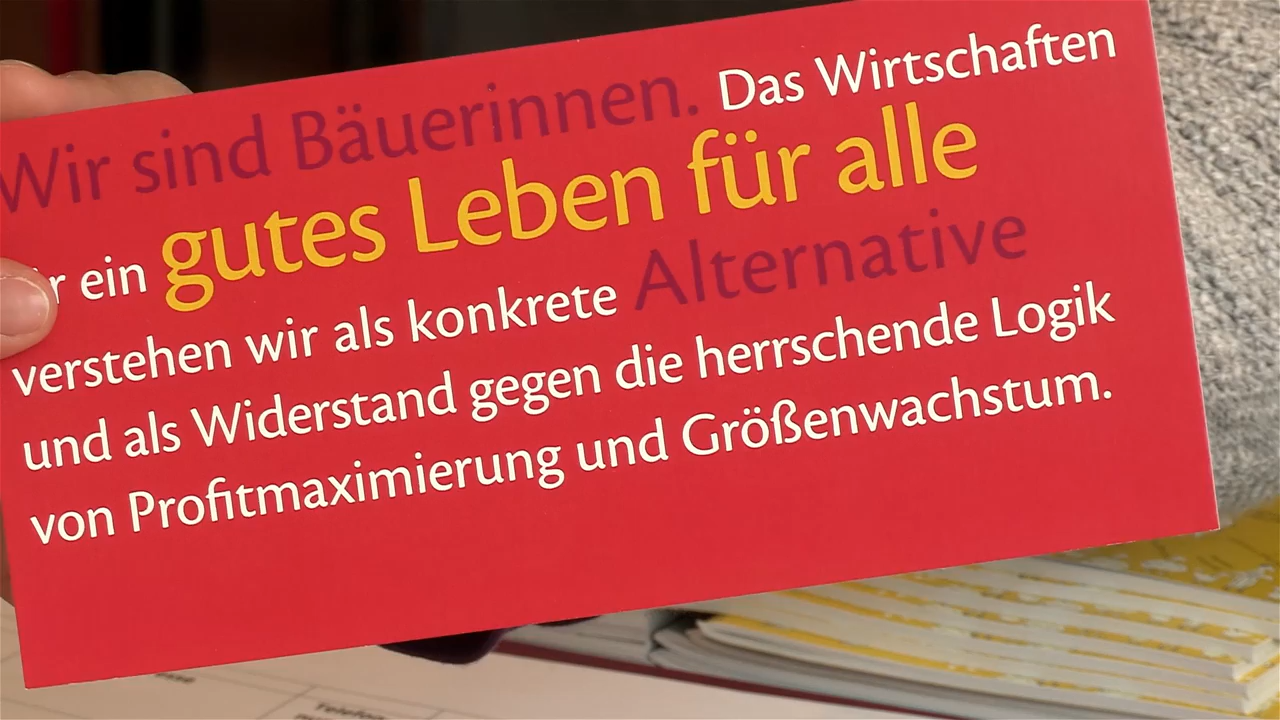 Wir sind Bäuerinnen. Das Wirtschaften
ein gutes Leben für alle
verstehen wir als konkrete Alternative
und als Widerstand gegen die herrschende Logik
von Profitmaximierung und Größenwachstum.